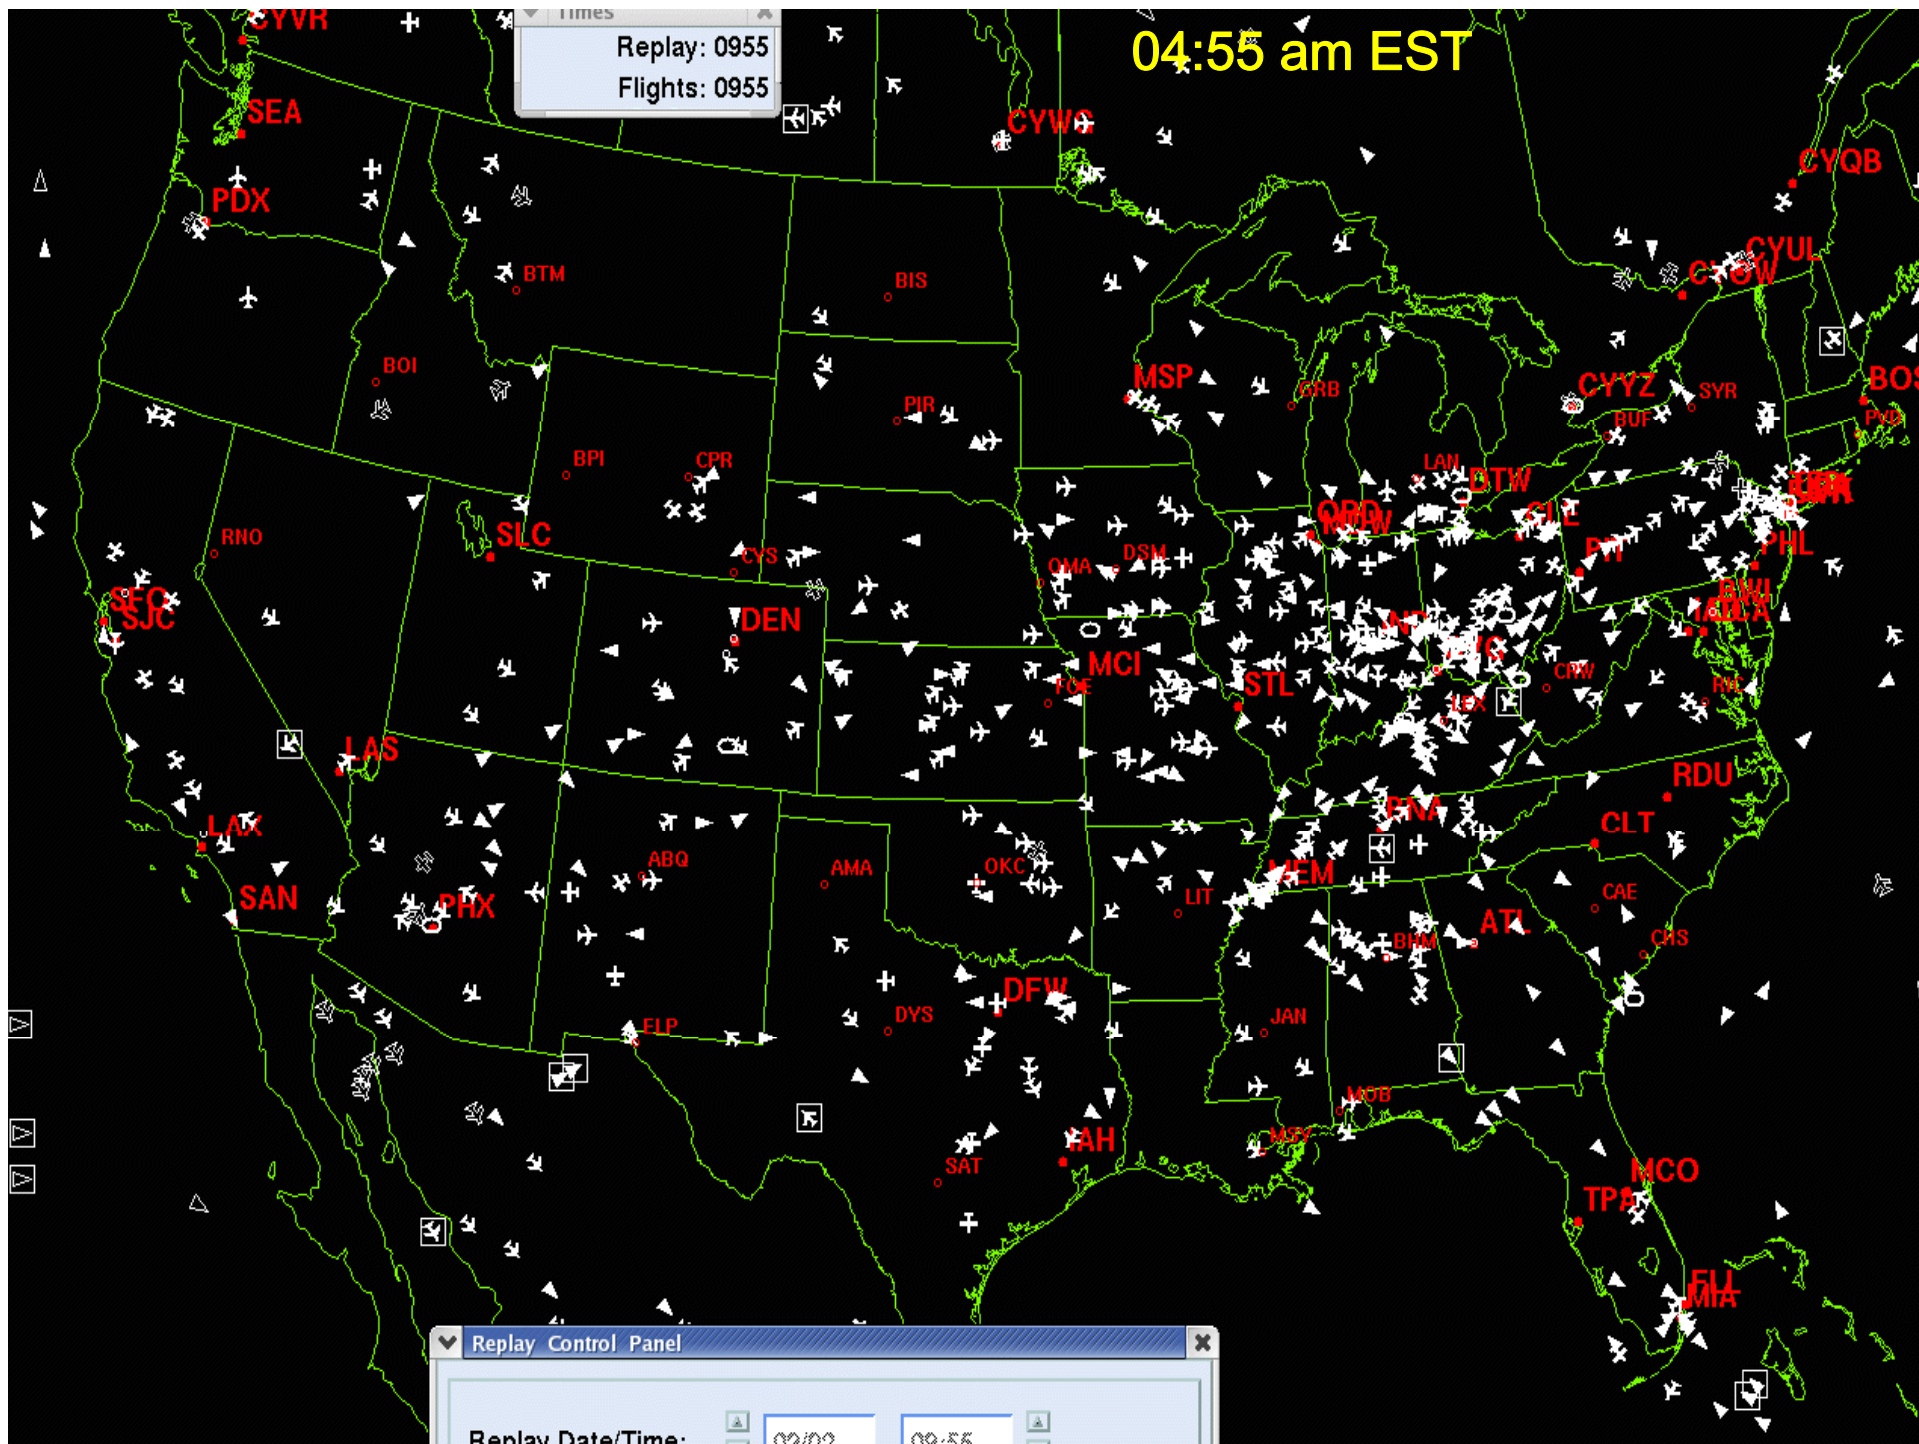 Times
Replay: 0955
Flights: 0955
04:55 am EST
CYVR
SEA
PDX
CYWG
CYQB
CYUL
CYOW
BTM
BIS
BOI
MSP
GRB
CYYZ
SYR
BUF
BOS
PVD
PIR
BPI
CPR
LAN
DTW
ORD
MDW
CLE
PIT
PHL
RNO
SLC
CYS
OMA
DSM
SFO
SJC
DEN
IND
CVG
BWI
IAD
DCA
MCI
FOE
STL
LEX
CRW
RIC
LAS
RDU
LAX
ABQ
AMA
OKC
BNA
CLT
MEM
LIT
SAN
PHX
ATL
CAE
BHM
CHS
DFW
DYS
ELP
JAN
MOB
MSY
IAH
SAT
MCO
TPA
FLL
MIA
Replay Control Panel
Replay Date/Time:
09:55